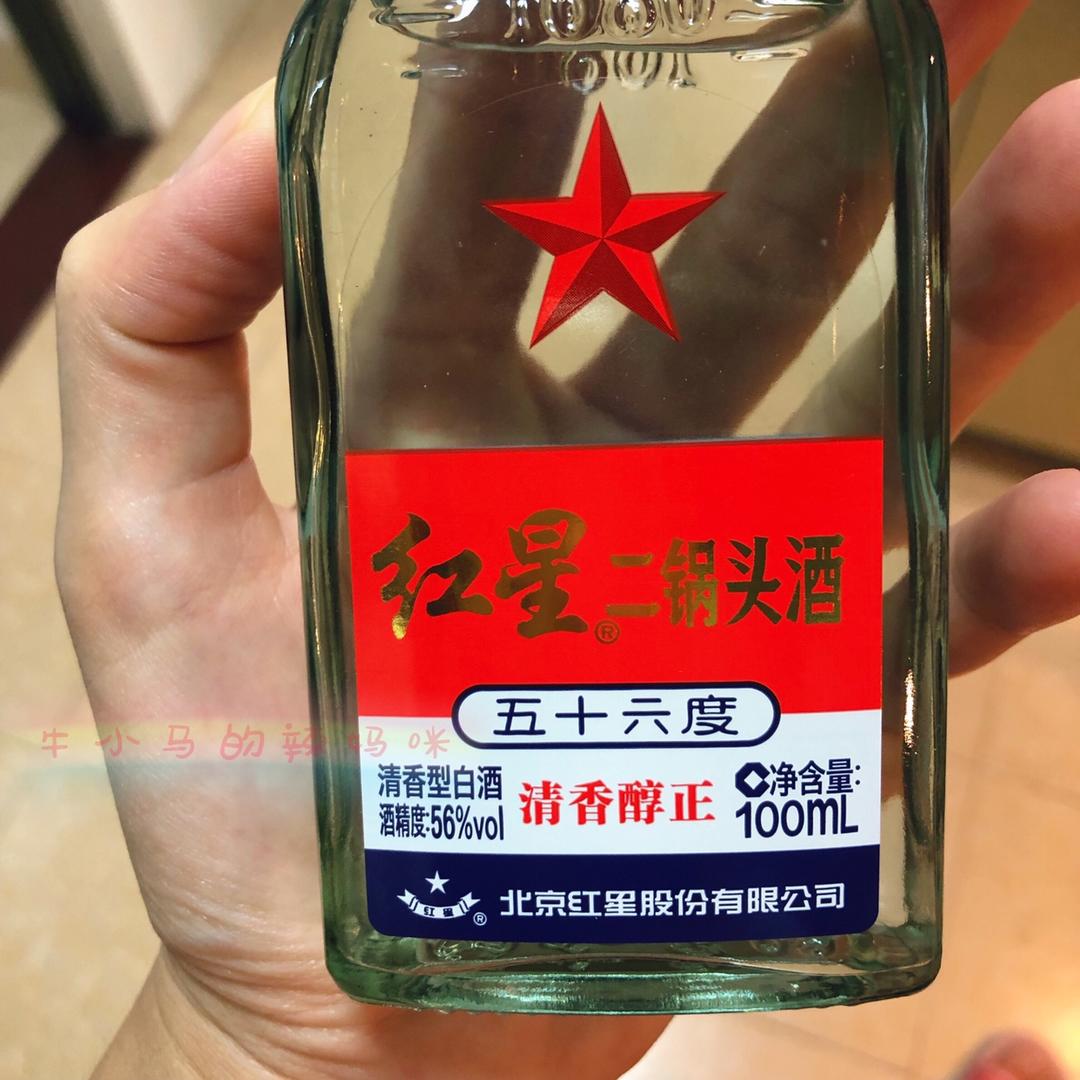 红星®二锅头酒
五十六度
清香型白酒
酒精度:56%vol
清香醇正
净含量:
100mL
红星®
北京红星股份有限公司
牛小马的辣妈咪